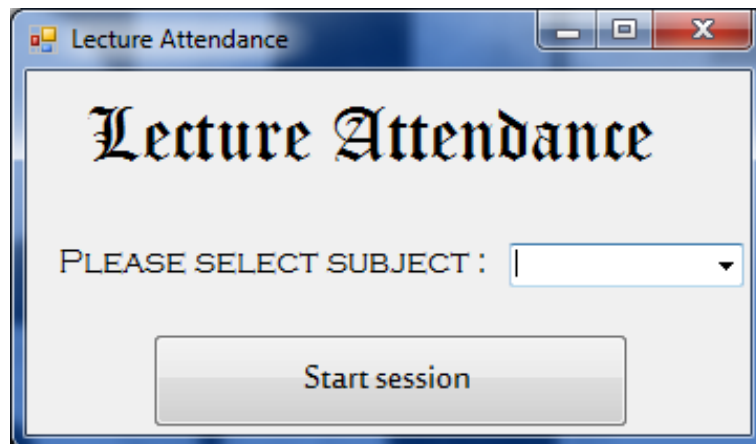 Lecture Attendance
Lecture Attendance
PLEASE SELECT SUBJECT :
Start session